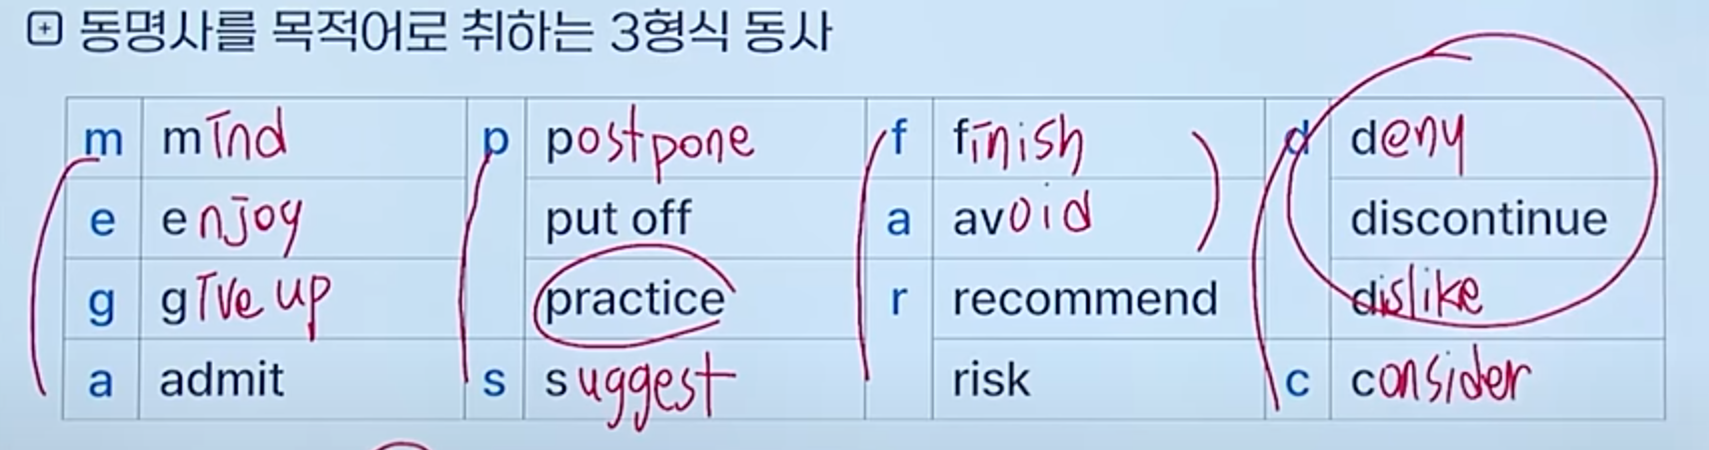 + 동명사를 목적어로 취하는 3형식 동사
m mind p postpone f finish d deny
e enjoy put off a avoid discontinue
g give up practice r recommend dislike
a admit s suggest risk c consider